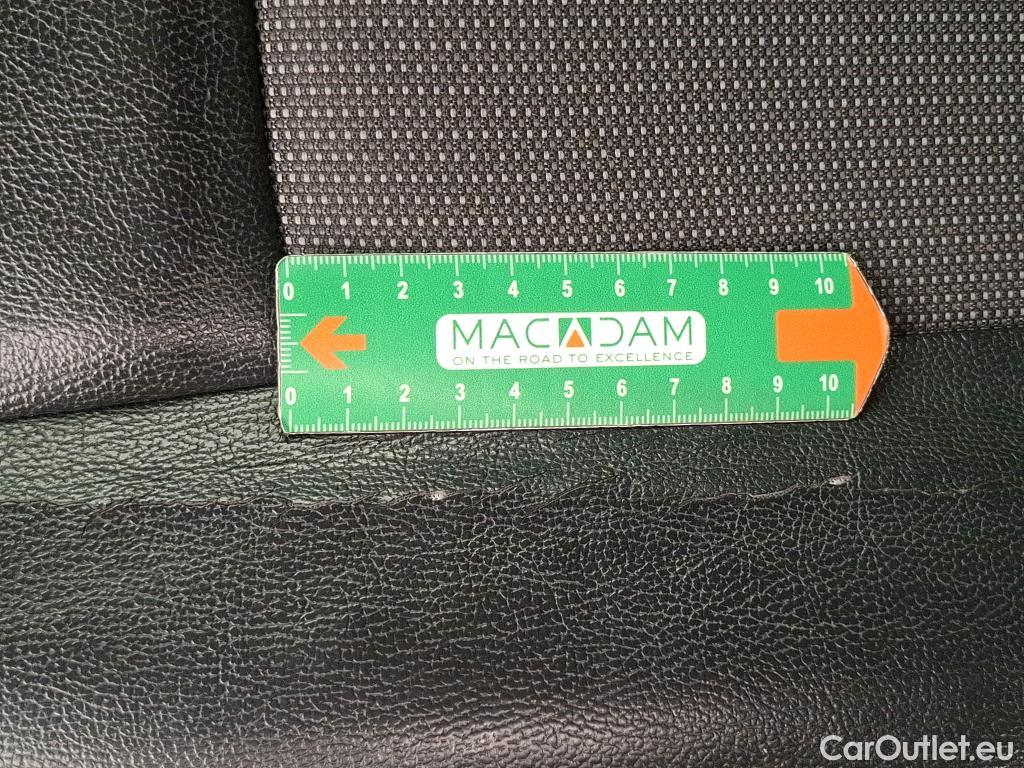 0 1 2 3 4 5 6 7 8 9 10
MACADAM
ON THE ROAD TO EXCELLENCE
0 1 2 3 4 5 6 7 8 9 10
CarOutlet.eu